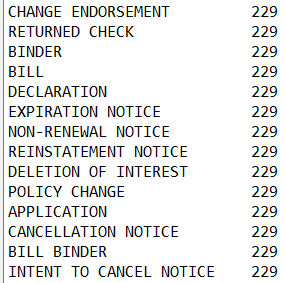 CHANGE ENDORSEMENT 229
RETURNED CHECK 229
BINDER 229
BILL 229
DECLARATION 229
EXPIRATION NOTICE 229
NON-RENEWAL NOTICE 229
REINSTATEMENT NOTICE 229
DELETION OF INTEREST 229
POLICY CHANGE 229
APPLICATION 229
CANCELLATION NOTICE 229
BILL BINDER 229
INTENT TO CANCEL NOTICE 229